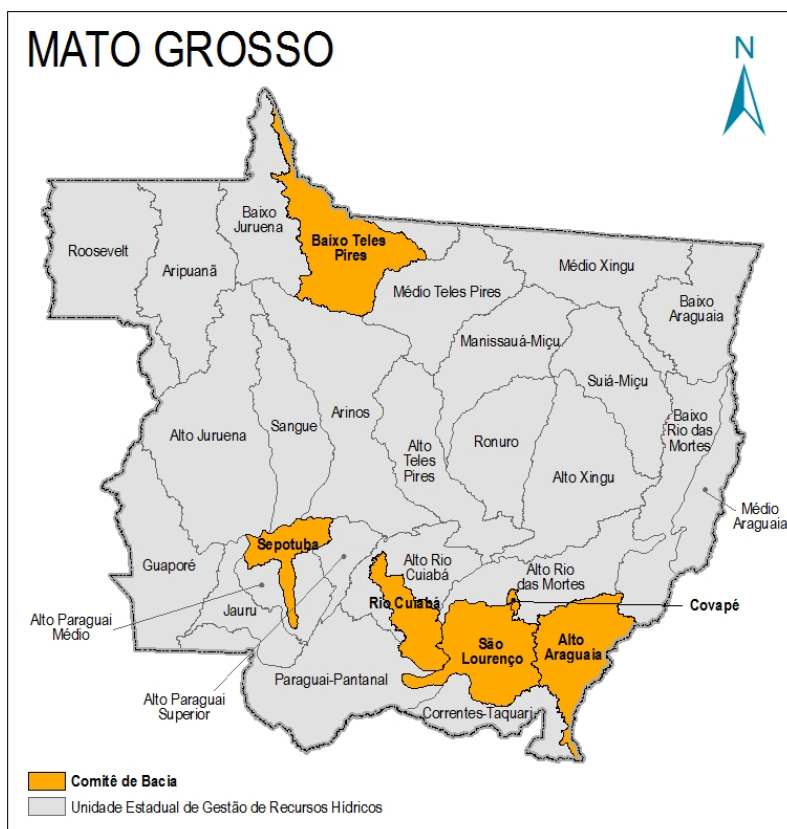 MATO GROSSO
N
Baixo
Juruena
Roosevelt
Aripuanã
Baixo Teles
Pires
Médio Teles Pires
Médio Xingu
Baixo
Araguaia
Manissauá-Miçu
Suiá-Miçu
Alto Juruena
Sangue
Arinos
Alto
Teles
Pires
Ronuro
Alto Xingu
Baixo
Rio das
Mortes
Médio
Araguaia
Guaporé
Sepotuba
Alto Rio
Cuiabá
Alto Rio
das Mortes
Jauru
Rio Cuiabá
Covapé
Alto Paraguai
Médio
São
Lourenço
Alto
Araguaia
Alto Paraguai
Superior
Paraguai-Pantanal
Correntes-Taquari
Comitê de Bacia
Unidade Estadual de Gestão de Recursos Hídricos